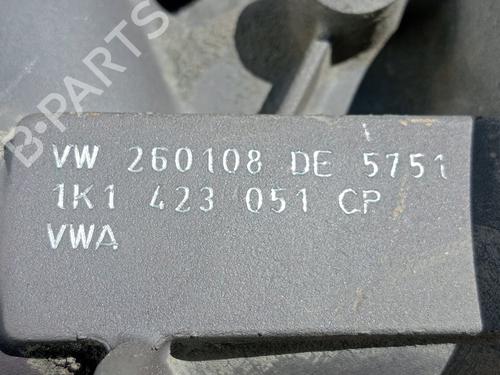 B-PARTS
VW 260108 DE 5751
1K1 423 051 CP
VWA